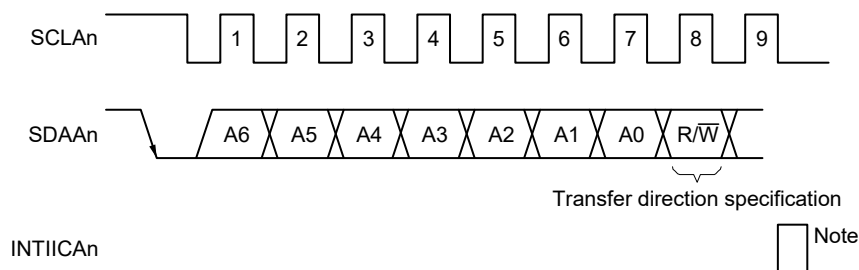 SCLAn 1 2 3 4 5 6 7 8 9
SDAAn A6 A5 A4 A3 A2 A1 A0 R/W̅
Transfer direction specification
INTIICAn Note